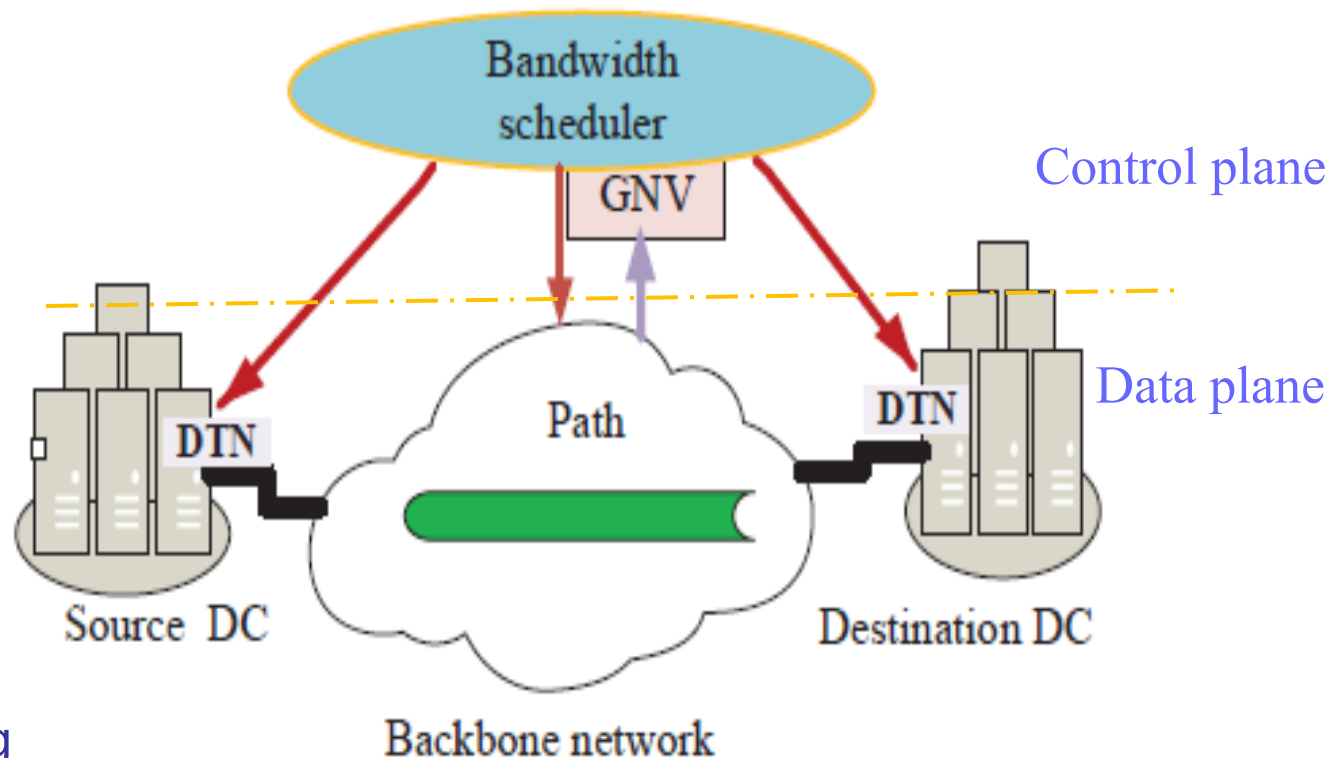 Bandwidth
scheduler
GNV
Control plane
Data plane
DTN
DTN
Path
Source DC
Destination DC
Backbone network
g